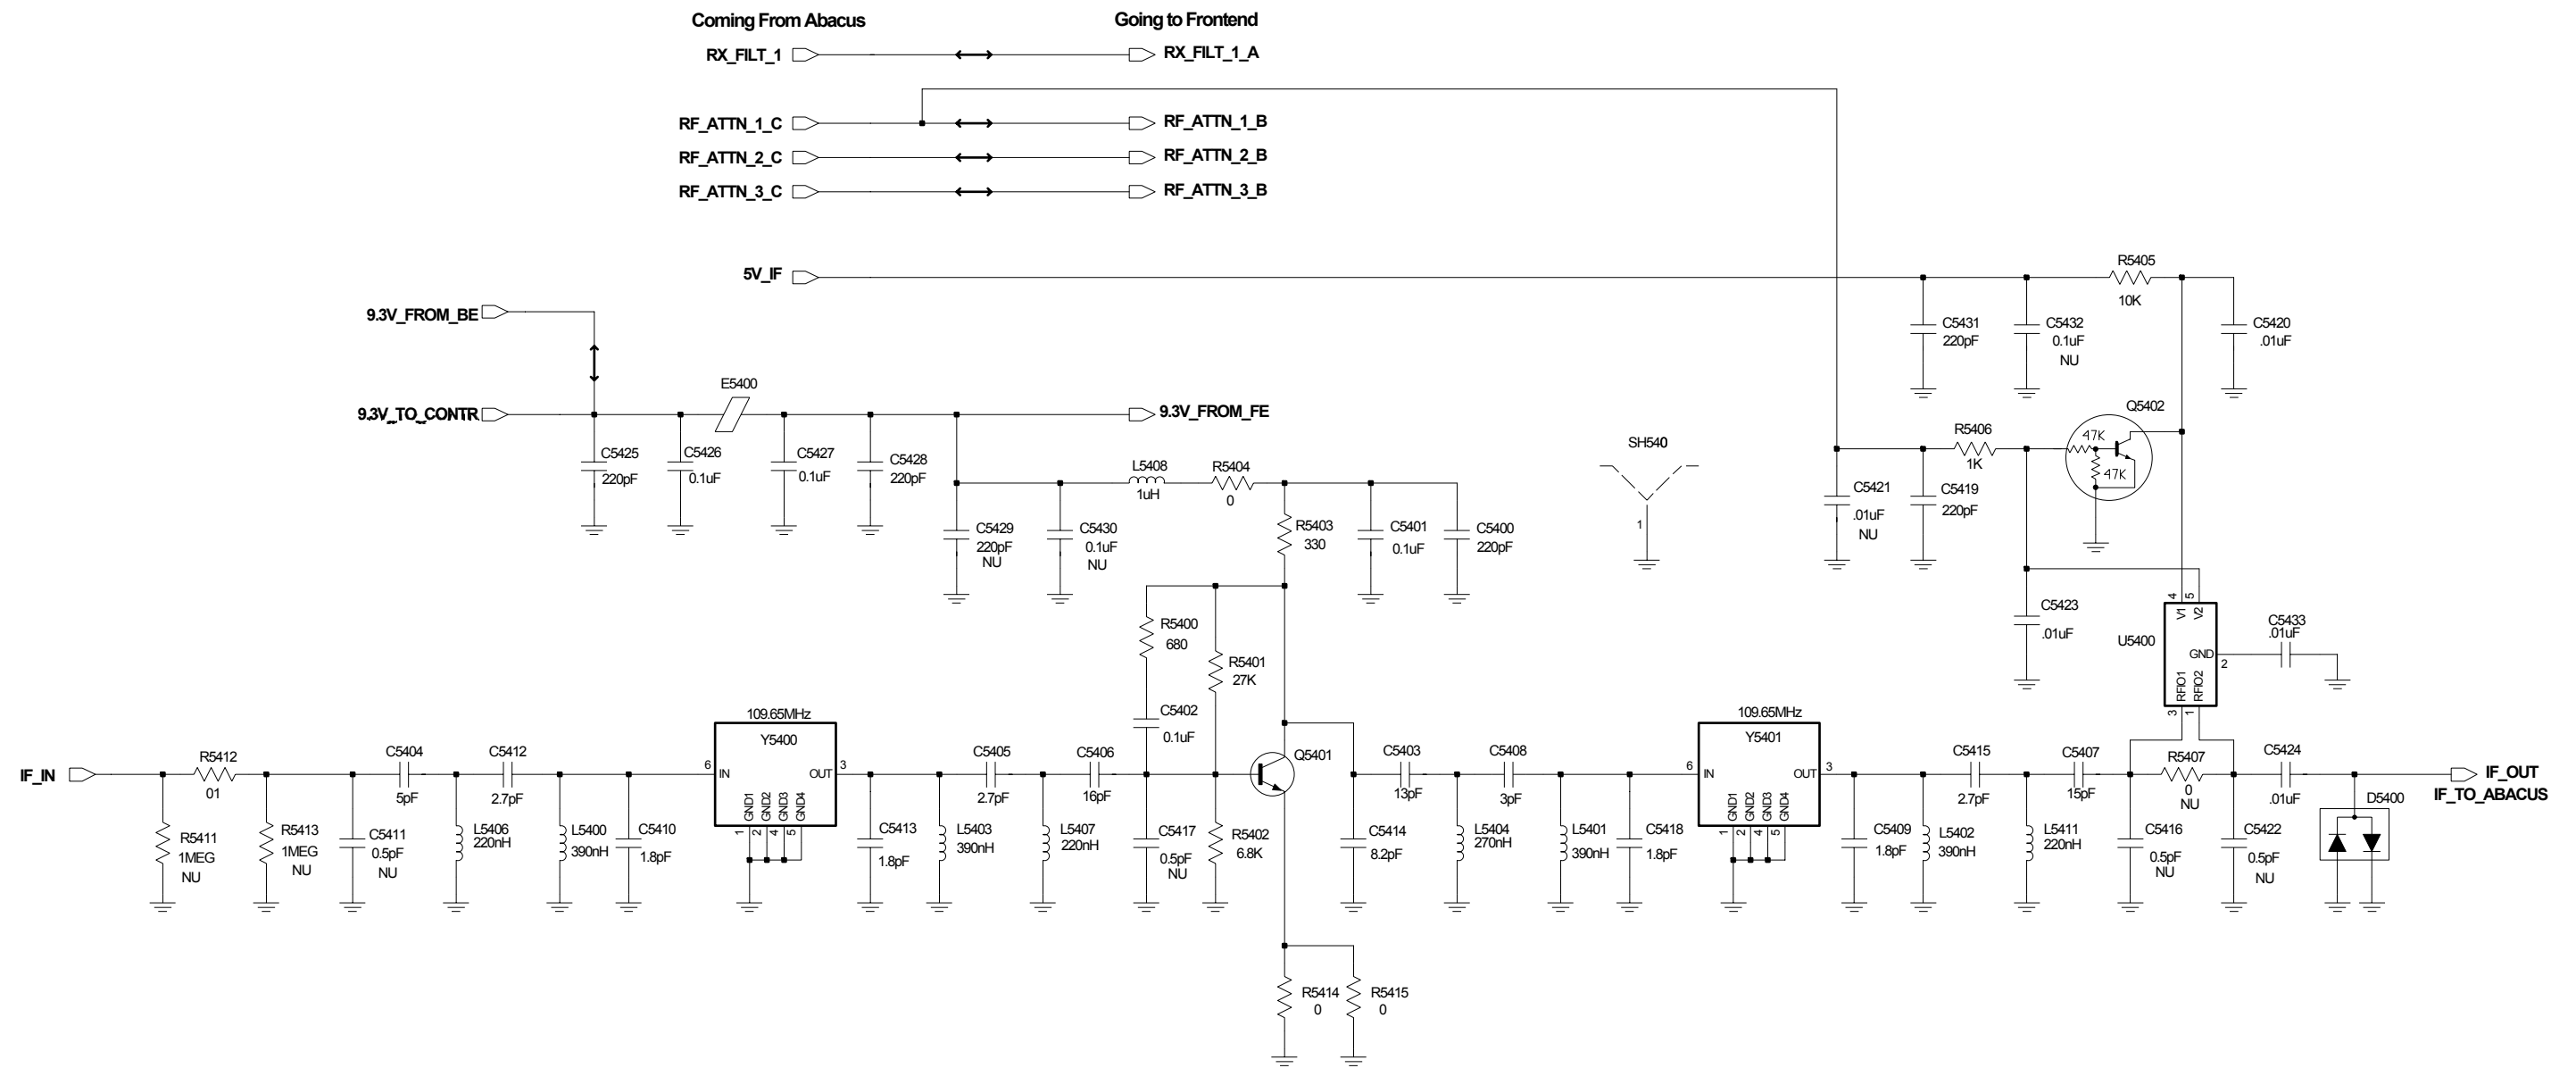 Coming From Abacus
Going to Frontend
RX_FILT_1
RX_FILT_1_A
RF_ATTN_1_C
RF_ATTN_1_B
RF_ATTN_2_C
RF_ATTN_2_B
RF_ATTN_3_C
RF_ATTN_3_B
5V_IF
R5405
10K
9.3V_FROM_BE
C5431
220pF
C5432
0.1uF
NU
C5420
.01uF
E5400
9.3V_TO_CONTR
9.3V_FROM_FE
Q5402
47K
47K
R5406
1K
SH540
1
C5425
220pF
C5426
0.1uF
C5427
0.1uF
C5428
220pF
L5408
1uH
R5404
0
C5421
.01uF
NU
C5419
220pF
C5429
220pF
NU
C5430
0.1uF
NU
R5403
330
C5401
0.1uF
C5400
220pF
R5400
680
R5401
27K
C5402
0.1uF
C5423
.01uF
4
5
V1
V2
U5400
GND
2
RFIO1
RFIO2
3
1
C5433
.01uF
IF_IN
R5412
01
C5404
5pF
C5412
2.7pF
109.65MHz
Y5400
6
IN
OUT
3
GND1
GND2
GND3
GND4
1
2
4
5
C5405
2.7pF
C5406
16pF
Q5401
C5403
13pF
C5408
3pF
109.65MHz
Y5401
6
IN
OUT
3
GND1
GND2
GND3
GND4
1
2
4
5
C5415
2.7pF
C5407
15pF
R5407
0
NU
C5424
.01uF
IF_OUT
IF_TO_ABACUS
D5400
R5411
1MEG
NU
R5413
1MEG
NU
C5411
0.5pF
NU
L5406
220nH
L5400
390nH
C5410
1.8pF
C5413
1.8pF
L5403
390nH
L5407
220nH
C5417
0.5pF
NU
R5402
6.8K
C5414
8.2pF
L5404
270nH
L5401
390nH
C5418
1.8pF
C5409
1.8pF
L5402
390nH
L5411
220nH
C5416
0.5pF
NU
C5422
0.5pF
NU
R5414
0
R5415
0